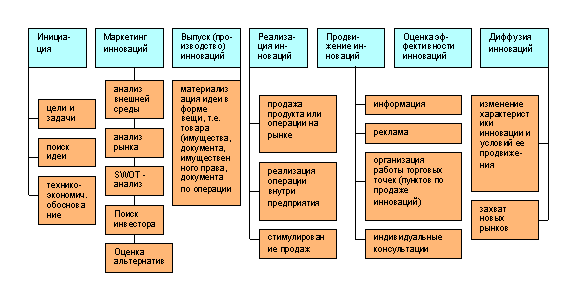 Инициа-
ация
Маркетинг
инноваций
Выпуск (про-
изводство)
инноваций
Реализа-
ация ин-
новаций
Продви-
жение ин-
новаций
Оценка эф-
фективности
инноваций
Диффузия
инноваций
цели и
задачи
поиск
идеи
технико-
экономич.
обоснова
ание
анализ
внешней
среды
анализ
рынка
SWOT -
анализ
Поиск
инвестора
Оценка
альтернатив
материализ
ация идеи в
форме
вещи, т.е.
товара
(имущества,
документа,
имуществен
ного права,
документа
по операции
продажа
продукта или
операции на
рынке
реализация
операции
внутри
предприятия
стимулирован
ие продаж
информация
реклама
организация
работы торговых
точек (пунктов по
продаже
инноваций)
индивидуальные
консультации
изменение
характерист
ики
инновации и
условий ее
продвиже-
ния
захват
новых
рынков